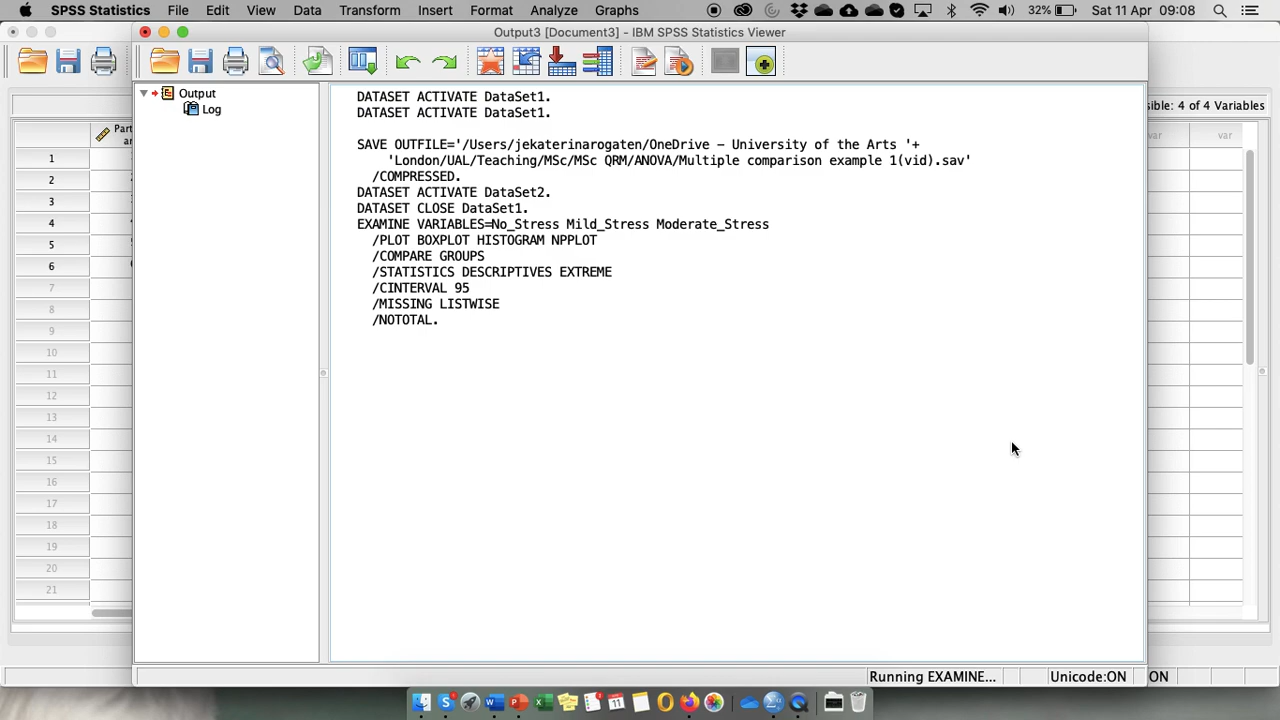 SPSS Statistics File Edit View Data Transform Insert Format Analyze Graphs 32% Sat 11 Apr 09:08
Output3 [Document3] - IBM SPSS Statistics Viewer
Output
Log
sible: 4 of 4 Variables
Part
ar
var
var
1
2
3
4
5
6
7
8
9
10
11
12
13
14
15
16
17
18
19
20
21
DATASET ACTIVATE DataSet1.
DATASET ACTIVATE DataSet1.
SAVE OUTFILE='/Users/jekaterinarogaten/OneDrive – University of the Arts '+
'London/UAL/Teaching/MSc/MSc QRM/ANOVA/Multiple comparison example 1(vid).sav'
/COMPRESSED.
DATASET ACTIVATE DataSet2.
DATASET CLOSE DataSet1.
EXAMINE VARIABLES=No_Stress Mild_Stress Moderate_Stress
/PLOT BOXPLOT HISTOGRAM NPPLOT
/COMPARE GROUPS
/STATISTICS DESCRIPTIVES EXTREME
/CINTERVAL 95
/MISSING LISTWISE
/NOTOTAL.
Running EXAMINE... Unicode:ON ON